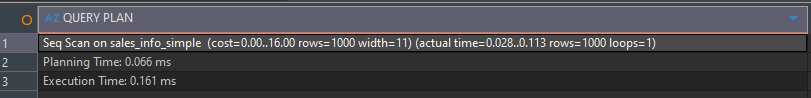 A-Z QUERY PLAN
1 Seq Scan on sales_info_simple (cost=0.00..16.00 rows=1000 width=11) (actual time=0.028..0.113 rows=1000 loops=1)
2 Planning Time: 0.066 ms
3 Execution Time: 0.161 ms